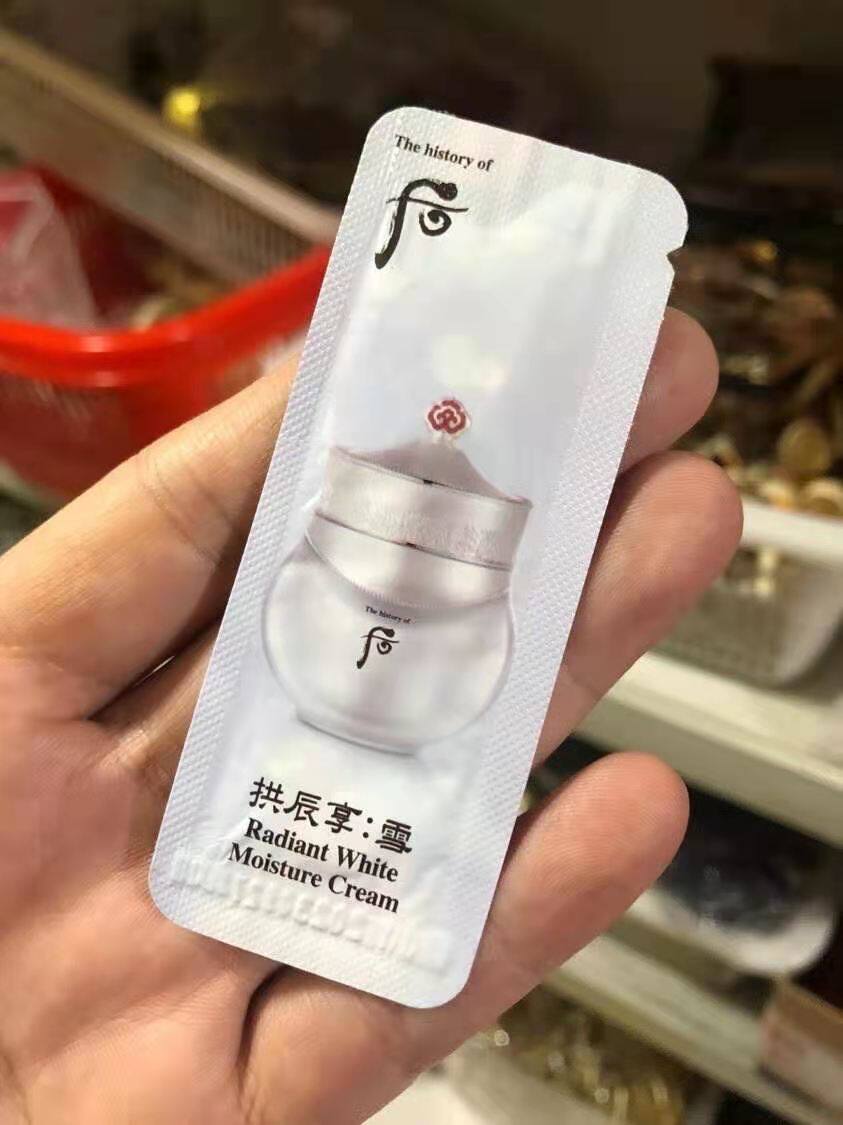 The history of
后
The history of
后
拱辰享:雪
Radiant White
Moisture Cream